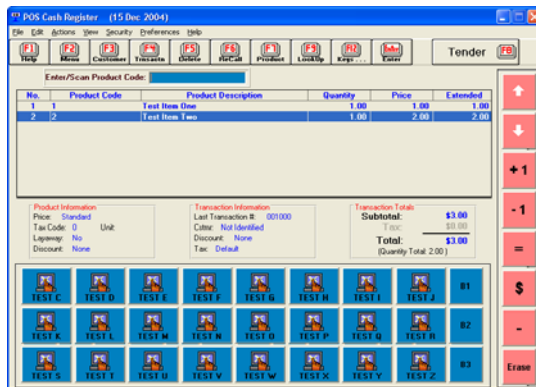 POS Cash Register (15 Dec 2004)
File Edit Actions View Security Preferences Help
F1 F2 F3 F4 F5 F6 F7 F9 Enter Tender F8
Help Menu Customer Transactn Delete ReCall Product LookUp Keys . . . Enter
Enter/Scan Product Code:
No. Product Code Product Description Quantity Price Extended
1 1 Test Item One 1.00 1.00 1.00
2 2 Test Item Two 1.00 2.00 2.00
+ 1
- 1
=
$
-
Erase
Product Information
Price: Standard
Tax Code: 0 Unit:
Layaway: No
Discount: None
Transaction Information
Last Transaction #: 001000
Cstmr: Not Identified
Discount: None
Tax: Default
Transaction Totals
Subtotal: $3.00
Tax: $0.00
Total: $3.00
(Quantity Total: 2.00 )
TEST C TEST D TEST E TEST F TEST G TEST H TEST I TEST J B1
TEST K TEST L TEST M TEST N TEST O TEST P TEST Q TEST R B2
TEST S TEST T TEST U TEST V TEST W TEST X TEST Y TEST Z B3